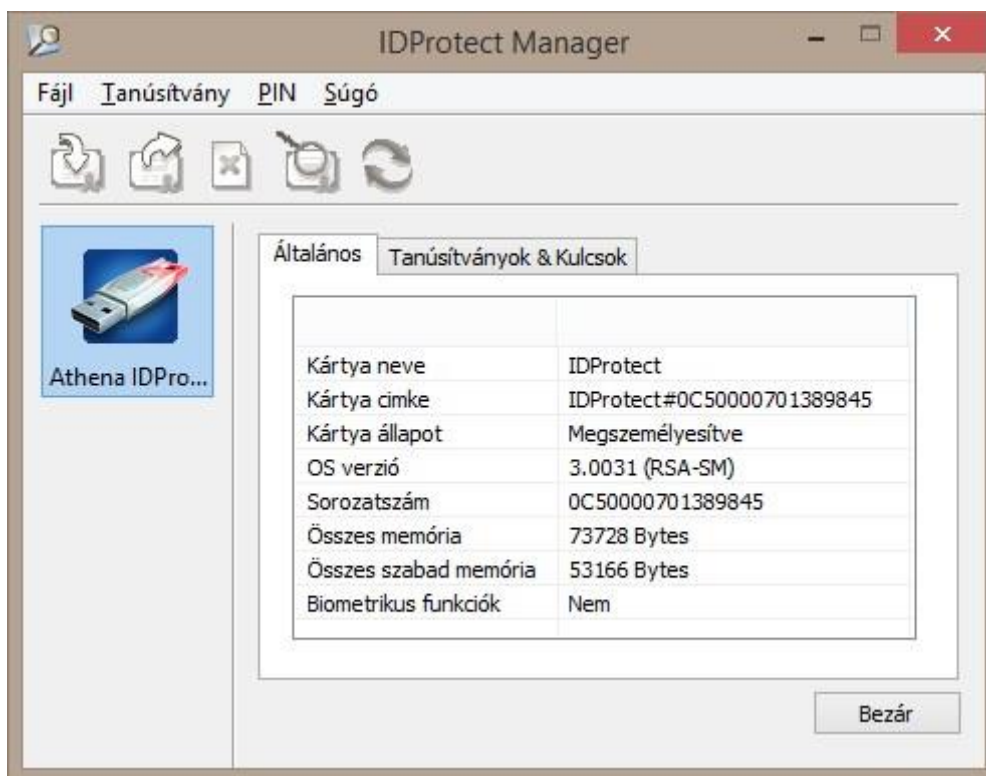 IDProtect Manager
Fájl Tanúsítvány PIN Súgó
Athena IDPro...
Általános Tanúsítványok & Kulcsok
Kártya neve IDProtect
Kártya cimke IDProtect#0C50000701389845
Kártya állapot Megszemélyesítve
OS verzió 3.0031 (RSA-SM)
Sorozatszám 0C50000701389845
Összes memória 73728 Bytes
Összes szabad memória 53166 Bytes
Biometrikus funkciók Nem
Bezár